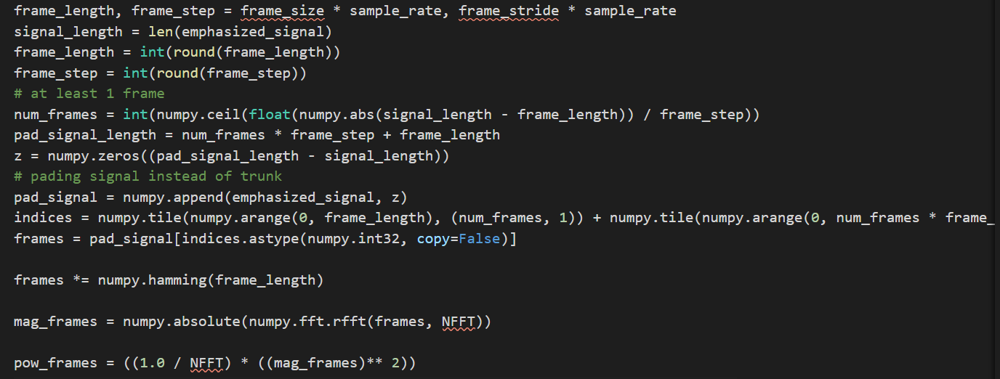 frame_length, frame_step = frame_size * sample_rate, frame_stride * sample_rate
signal_length = len(emphasized_signal)
frame_length = int(round(frame_length))
frame_step = int(round(frame_step))
# at least 1 frame
num_frames = int(numpy.ceil(float(numpy.abs(signal_length - frame_length)) / frame_step))
pad_signal_length = num_frames * frame_step + frame_length
z = numpy.zeros((pad_signal_length - signal_length))
# pading signal instead of trunk
pad_signal = numpy.append(emphasized_signal, z)
indices = numpy.tile(numpy.arange(0, frame_length), (num_frames, 1)) + numpy.tile(numpy.arange(0, num_frames * frame_
frames = pad_signal[indices.astype(numpy.int32, copy=False)]
frames *= numpy.hamming(frame_length)
mag_frames = numpy.absolute(numpy.fft.rfft(frames, NFFT))
pow_frames = ((1.0 / NFFT) * ((mag_frames)** 2))